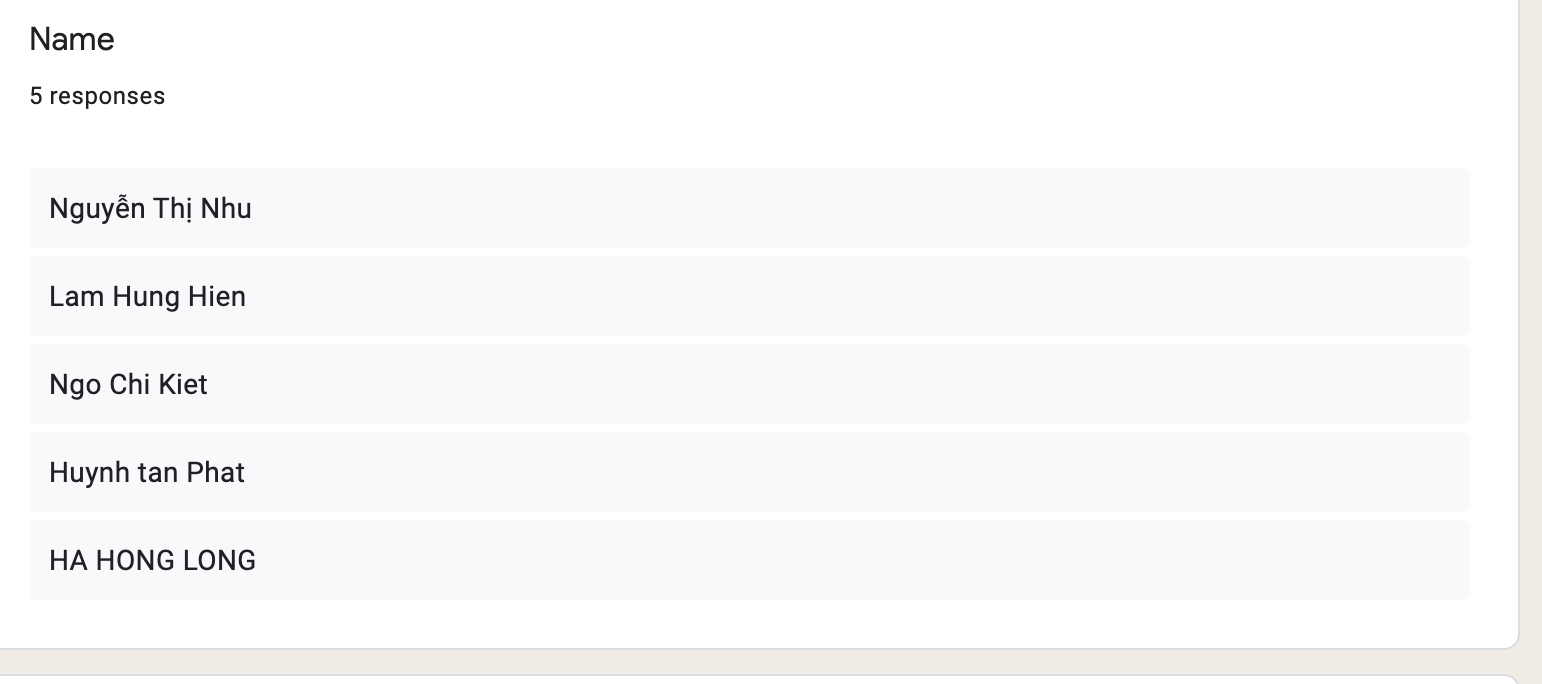 Name
5 responses
Nguyễn Thị Nhu
Lam Hung Hien
Ngo Chi Kiet
Huynh tan Phat
HA HONG LONG